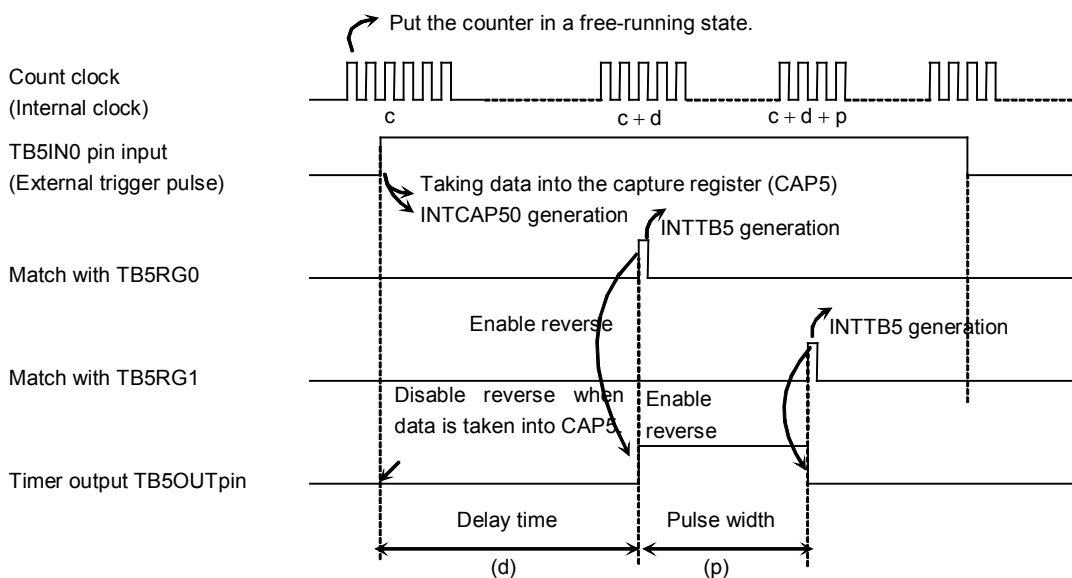 Put the counter in a free-running state.
Count clock
(Internal clock)
c
c + d
c + d + p
TB5IN0 pin input
(External trigger pulse)
Taking data into the capture register (CAP5)
INTCAP50 generation
INTTB5 generation
Match with TB5RG0
Enable reverse
INTTB5 generation
Match with TB5RG1
Disable reverse when
data is taken into CAP5.
Enable
reverse
Timer output TB5OUTpin
Delay time
Pulse width
(d)
(p)